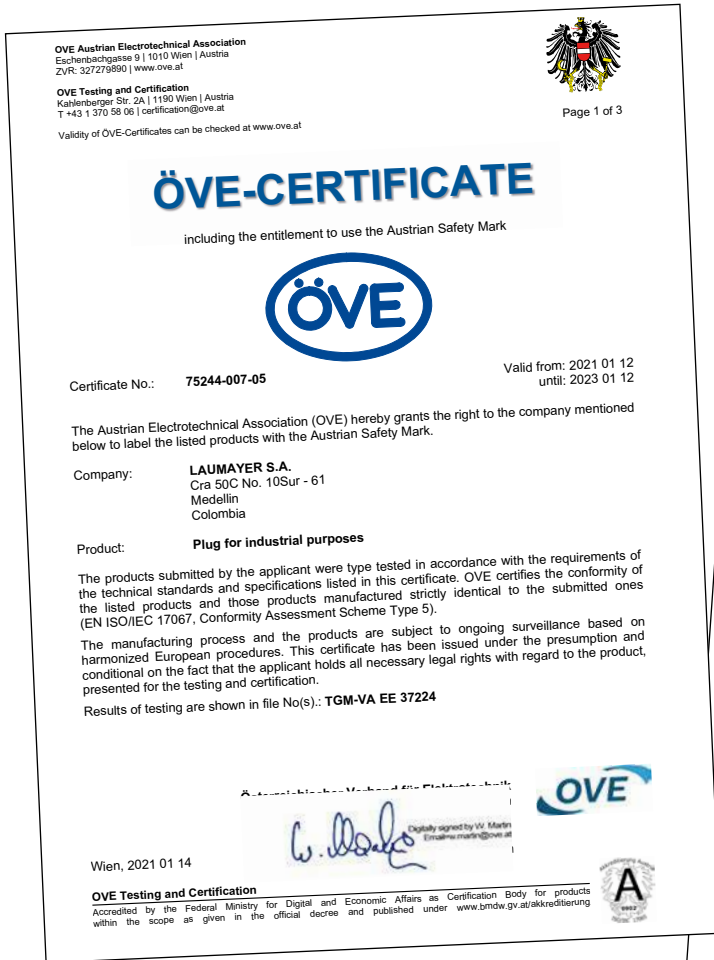 OVE Austrian Electrotechnical Association
Eschenbachgasse 9 | 1010 Wien | Austria
ZVR: 327279890 | www.ove.at
OVE Testing and Certification
Kahlenberger Str. 2A | 1190 Wien | Austria
T +43 1 370 58 06 | certification@ove.at
Validity of ÖVE-Certificates can be checked at www.ove.at
Page 1 of 3
ÖVE-CERTIFICATE
including the entitlement to use the Austrian Safety Mark
ÖVE
Certificate No.: 75244-007-05
Valid from: 2021 01 12
until: 2023 01 12
The Austrian Electrotechnical Association (OVE) hereby grants the right to the company mentioned
below to label the listed products with the Austrian Safety Mark.
Company: LAUMAYER S.A.
Cra 50C No. 10Sur - 61
Medellin
Colombia
Product: Plug for industrial purposes
The products submitted by the applicant were type tested in accordance with the requirements of
the technical standards and specifications listed in this certificate. OVE certifies the conformity of
the listed products and those products manufactured strictly identical to the submitted ones
(EN ISO/IEC 17067, Conformity Assessment Scheme Type 5).
The manufacturing process and the products are subject to ongoing surveillance based on
harmonized European procedures. This certificate has been issued under the presumption and
conditional on the fact that the applicant holds all necessary legal rights with regard to the product,
presented for the testing and certification.
Results of testing are shown in file No(s).: TGM-VA EE 37224
Österreichischer Verband für Elektrotechnik
OVE
W. Martin
Digitally signed by W. Martin
Email=w.martin@ove.at
Wien, 2021 01 14
OVE Testing and Certification
Accredited by the Federal Ministry for Digital and Economic Affairs as Certification Body for products
within the scope as given in the official decree and published under www.bmdw.gv.at/akkreditierung
A